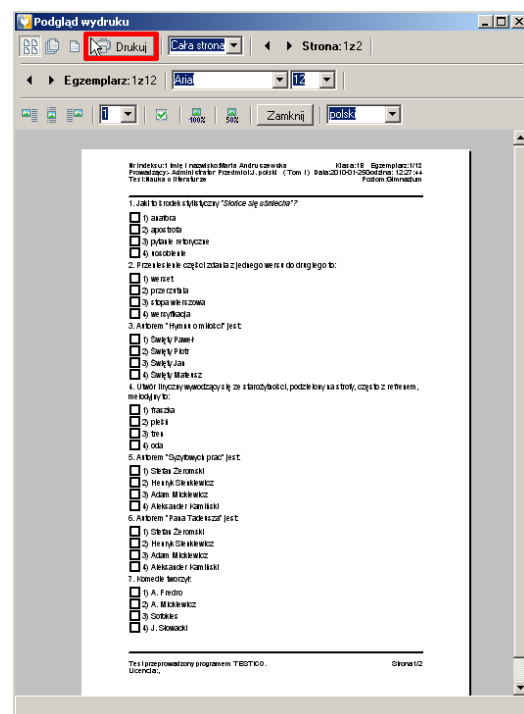 Podgląd wydruku
Drukuj Cała strona Strona: 1 z 2
Egzemplarz: 1 z 12 Arial 12
1 100% 50% Zamknij polski
Nr indeksu:1 Imię i nazwisko:Marta Andruszewska Klasa:1B Egzemplarz:1/12
Prowadzący:- Administrator Przedmiot:J. polski (Tom I) Data:2010-01-29Godzina: 12:27:44
Test:Nauka o literaturze Poziom:Gimnazjum
1. Jaki to środek stylistyczny "Słońce się uśmiecha"?
1) anafora
2) apostrofa
3) pytanie retoryczne
4) uosobienie
2. Przeniesienie części zdania z jednego wersu do drugiego to:
1) werset
2) przerzutnia
3) stopa wierszowa
4) wersyfikacja
3. Autorem "Hymnu o miłości" jest:
1) Święty Paweł
2) Święty Piotr
3) Święty Jan
4) Święty Mateusz
4. Utwór liryczny wywodzący się ze starożytności, podzielony na strofy, często z refrenem,
melodyjny to:
1) fraszka
2) pieśń
3) tren
4) oda
5. Autorem "Syzyfowych prac" jest:
1) Stefan Żeromski
2) Henryk Sienkiewicz
3) Adam Mickiewicz
4) Aleksander Kamiński
6. Autorem "Pana Tadeusza" jest:
1) Stefan Żeromski
2) Henryk Sienkiewicz
3) Adam Mickiewicz
4) Aleksander Kamiński
7. Komedie tworzył:
1) A. Fredro
2) A. Mickiewicz
3) Sofokles
4) J. Słowacki
Test przeprowadzony programem TESTICO. Strona1/2
Licencja:,